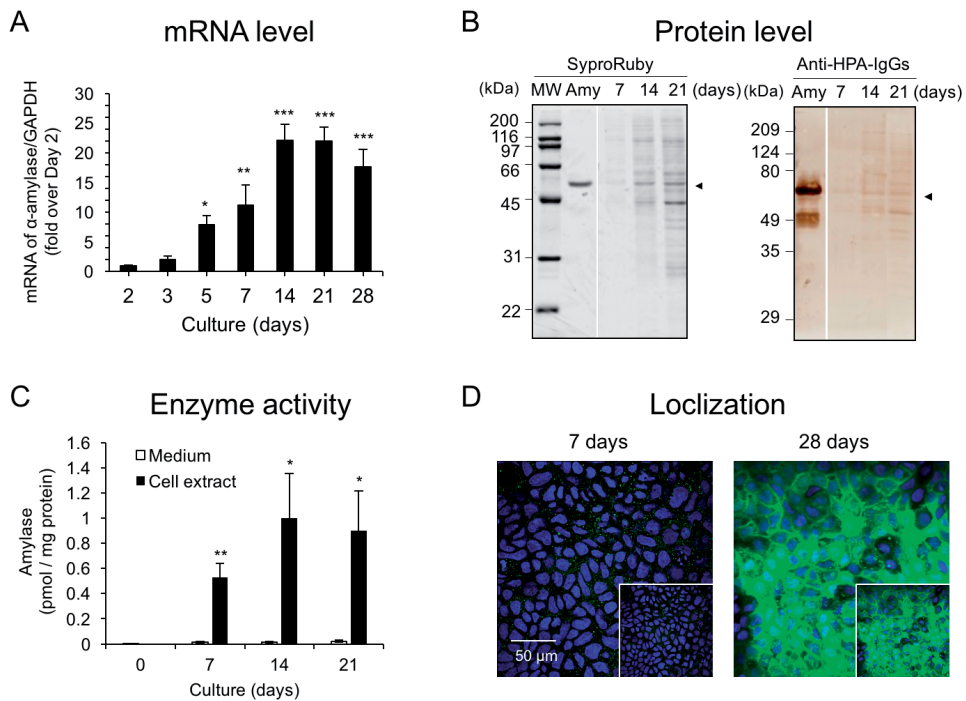 A
mRNA level
mRNA of α-amylase/GAPDH
(fold over Day 2)
30
20
10
0
*
**
***
***
***
2 3 5 7 14 21 28
Culture (days)
B
Protein level
SyproRuby
(kDa) MW Amy 7 14 21 (days)
200
116
97
66
45
31
22
Anti-HPA-IgGs
(kDa) Amy 7 14 21 (days)
209
124
80
49
35
29
C
Enzyme activity
Amylase
(pmol / mg protein)
1.6
1.4
1.2
1
0.8
0.6
0.4
0.2
0
Medium
Cell extract
**
*
*
0 7 14 21
Culture (days)
D
Loclization
7 days
28 days
50 μm